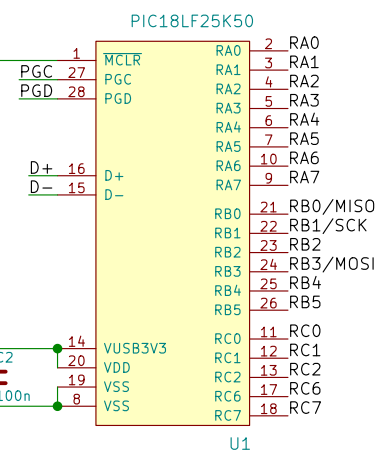 PIC18LF25K50
1 MCLR
PGC 27 PGC
PGD 28 PGD
D+ 16 D+
D- 15 D-
14 VUSB3V3
20 VDD
19 VSS
8 VSS
C2
100n
RA0 2 RA0
RA1 3 RA1
RA2 4 RA2
RA3 5 RA3
RA4 6 RA4
RA5 7 RA5
RA6 10 RA6
RA7 9 RA7
RB0 21 RB0/MISO
RB1 22 RB1/SCK
RB2 23 RB2
RB3 24 RB3/MOSI
RB4 25 RB4
RB5 26 RB5
RC0 11 RC0
RC1 12 RC1
RC2 13 RC2
RC6 17 RC6
RC7 18 RC7
U1